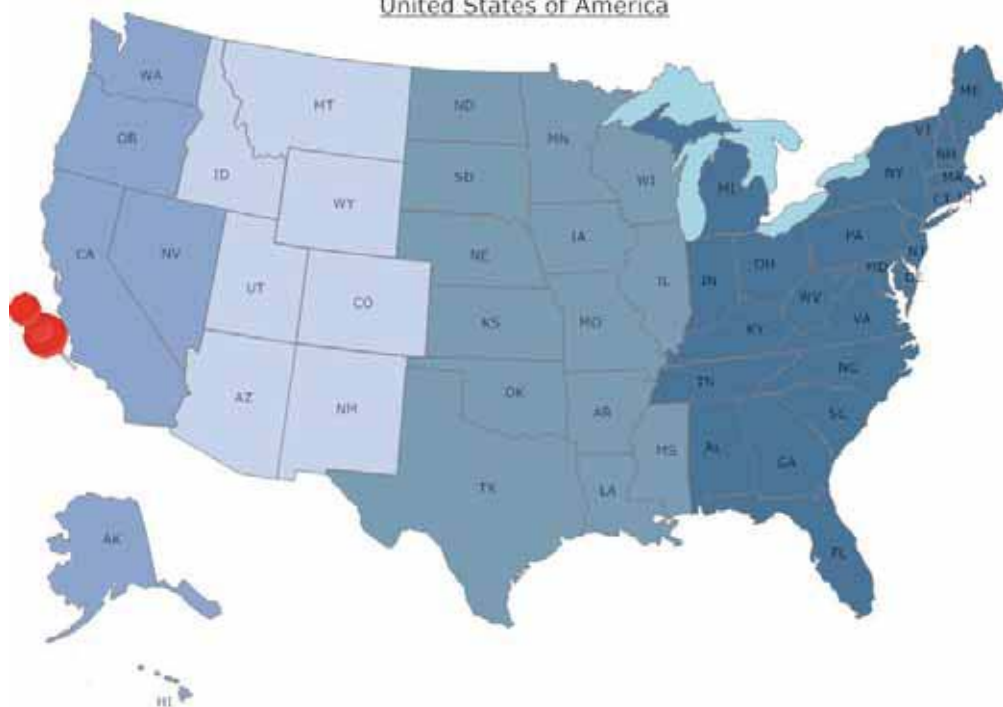 United States of America
WA
OR
CA
NV
ID
MT
WY
UT
CO
AZ
NM
ND
SD
NE
KS
OK
TX
MN
IA
MO
AR
LA
WI
IL
MS
MI
IN
OH
KY
TN
AL
GA
FL
SC
NC
VA
WV
PA
NY
VT
NH
MA
CT
NJ
MD
ME
AK
HI